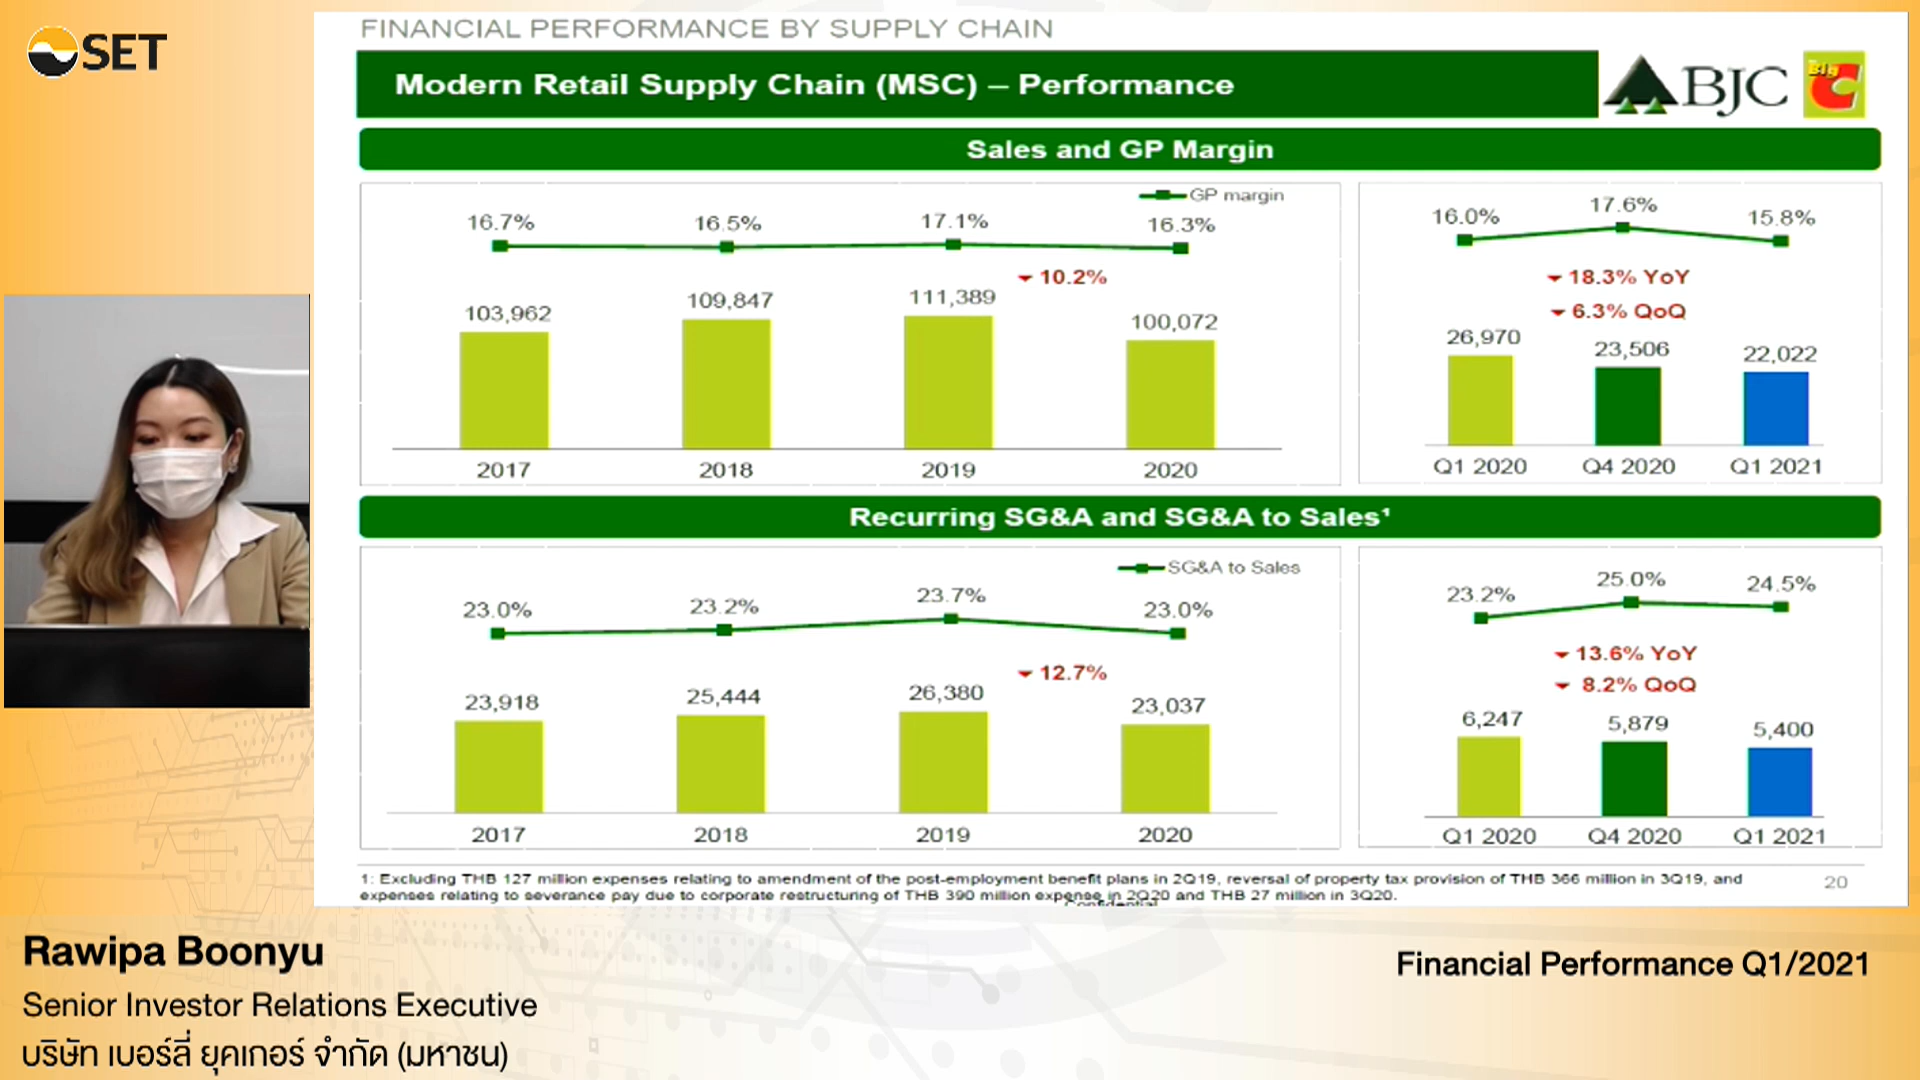 SET
FINANCIAL PERFORMANCE BY SUPPLY CHAIN
Modern Retail Supply Chain (MSC) – Performance
BJC
Big C
Sales and GP Margin
GP margin
16.7% 16.5% 17.1% 16.3%
10.2%
103,962 109,847 111,389 100,072
2017 2018 2019 2020
16.0% 17.6% 15.8%
18.3% YoY
6.3% QoQ
26,970 23,506 22,022
Q1 2020 Q4 2020 Q1 2021
Recurring SG&A and SG&A to Sales¹
SG&A to Sales
23.0% 23.2% 23.7% 23.0%
12.7%
23,918 25,444 26,380 23,037
2017 2018 2019 2020
23.2% 25.0% 24.5%
13.6% YoY
8.2% QoQ
6,247 5,879 5,400
Q1 2020 Q4 2020 Q1 2021
1: Excluding THB 127 million expenses relating to amendment of the post-employment benefit plans in 2Q19, reversal of property tax provision of THB 366 million in 3Q19, and
expenses relating to severance pay due to corporate restructuring of THB 390 million expense in 2Q20 and THB 27 million in 3Q20.
20
Confidential
Rawipa Boonyu
Senior Investor Relations Executive
บริษัท เบอร์ลี่ ยุคเกอร์ จำกัด (มหาชน)
Financial Performance Q1/2021